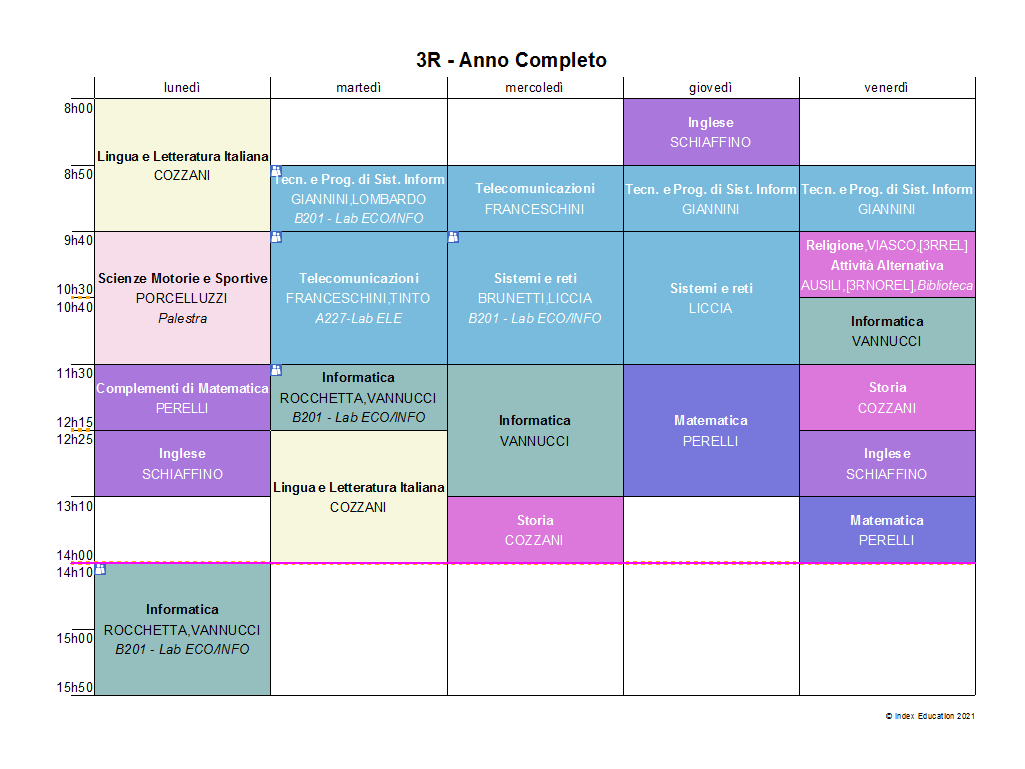 3R - Anno Completo
lunedì
martedì
mercoledì
giovedì
venerdì
8h00
8h50
9h40
10h30
10h40
11h30
12h15
12h25
13h10
14h00
14h10
15h00
15h50
Lingua e Letteratura Italiana
COZZANI
Scienze Motorie e Sportive
PORCELLUZZI
Palestra
Complementi di Matematica
PERELLI
Inglese
SCHIAFFINO
Informatica
ROCCHETTA,VANNUCCI
B201 - Lab ECO/INFO
Tecn. e Prog. di Sist. Inform
GIANNINI,LOMBARDO
B201 - Lab ECO/INFO
Telecomunicazioni
FRANCESCHINI,TINTO
A227-Lab ELE
Informatica
ROCCHETTA,VANNUCCI
B201 - Lab ECO/INFO
Lingua e Letteratura Italiana
COZZANI
Telecomunicazioni
FRANCESCHINI
Sistemi e reti
BRUNETTI,LICCIA
B201 - Lab ECO/INFO
Informatica
VANNUCCI
Storia
COZZANI
Inglese
SCHIAFFINO
Tecn. e Prog. di Sist. Inform
GIANNINI
Sistemi e reti
LICCIA
Matematica
PERELLI
Tecn. e Prog. di Sist. Inform
GIANNINI
Religione,VIASCO,[3RREL]
Attività Alternativa
AUSILI,[3RNOREL],Biblioteca
Informatica
VANNUCCI
Storia
COZZANI
Inglese
SCHIAFFINO
Matematica
PERELLI
© Index Education 2021